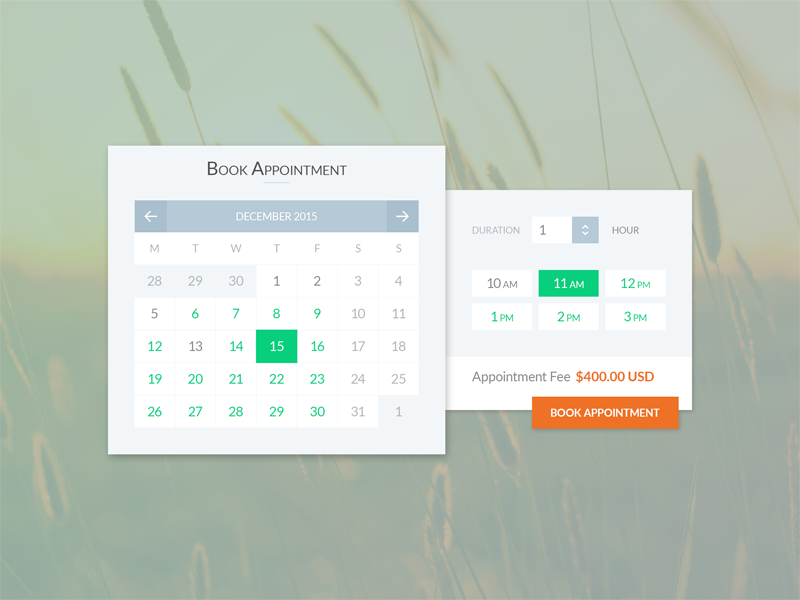 Book Appointment
DECEMBER 2015
M T W T F S S
28 29 30 1 2 3 4
5 6 7 8 9 10 11
12 13 14 15 16 17 18
19 20 21 22 23 24 25
26 27 28 29 30 31 1
DURATION 1 HOUR
10 AM 11 AM 12 PM
1 PM 2 PM 3 PM
Appointment Fee $400.00 USD
BOOK APPOINTMENT